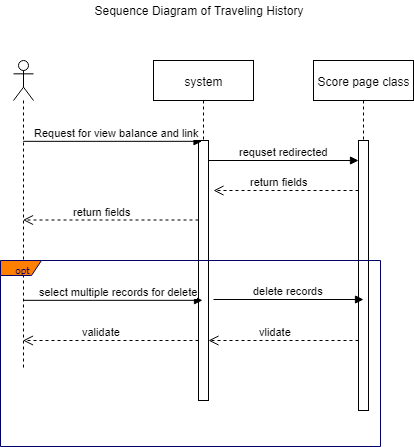 Sequence Diagram of Traveling History
system
Score page class
Request for view balance and link
requset redirected
return fields
return fields
opt
select multiple records for delete
delete records
validate
vlidate